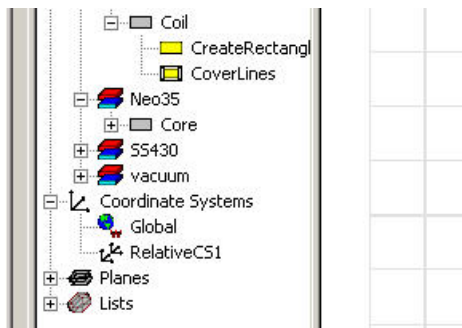 Coil
CreateRectangl
CoverLines
Neo35
Core
SS430
vacuum
Coordinate Systems
Global
RelativeCS1
Planes
Lists